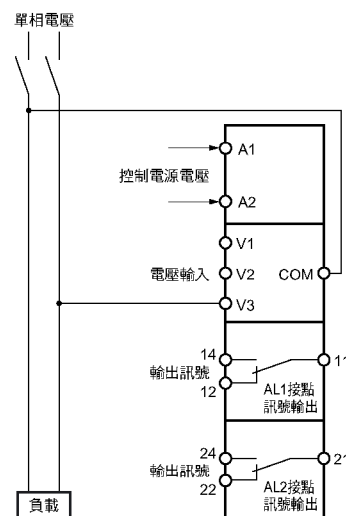 單相電壓
A1
控制電源電壓
A2
V1
電壓輸入
V2
COM
V3
14
11
輸出訊號
12
AL1接點
訊號輸出
24
21
輸出訊號
22
AL2接點
訊號輸出
負載